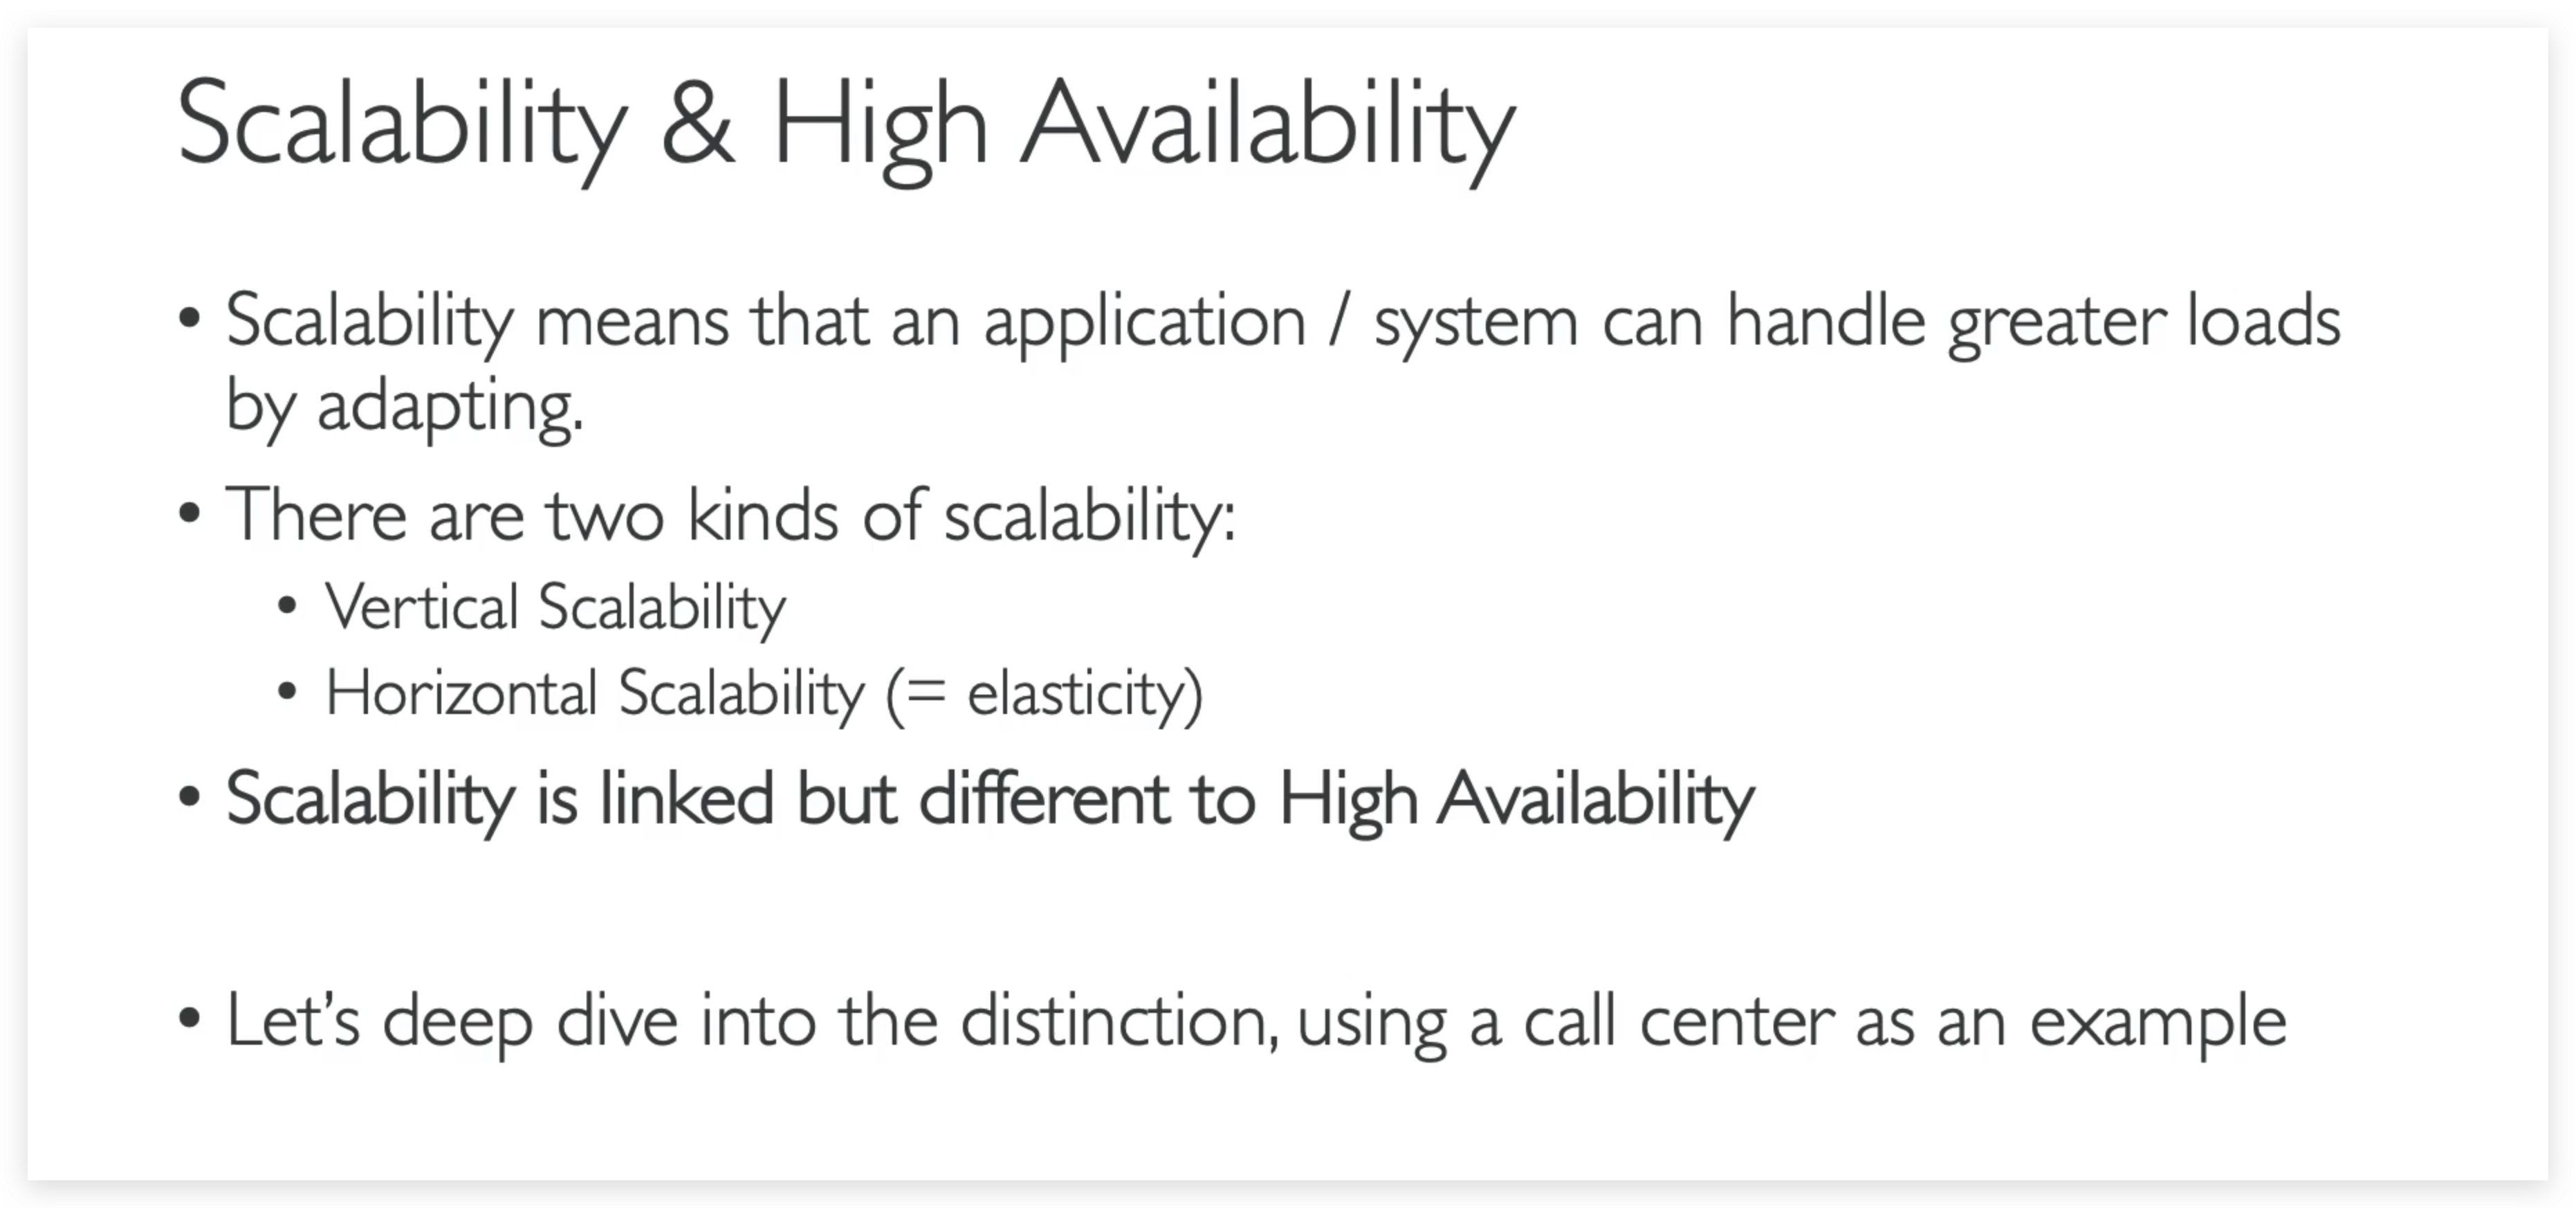 Scalability & High Availability
• Scalability means that an application / system can handle greater loads
by adapting.
• There are two kinds of scalability:
• Vertical Scalability
• Horizontal Scalability (= elasticity)
• Scalability is linked but different to High Availability
• Let’s deep dive into the distinction, using a call center as an example